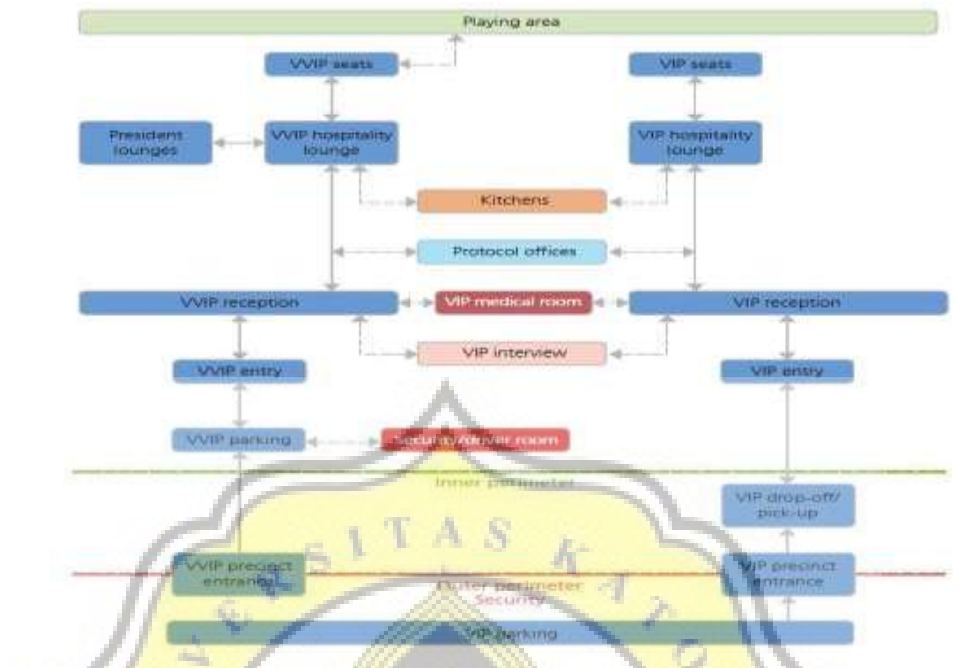 Playing area
VVIP seats
VIP seats
President
lounges
VVIP hospitality
lounge
VIP hospitality
lounge
Kitchens
Protocol offices
VVIP reception
VIP medical room
VIP reception
VIP interview
VVIP entry
VIP entry
VVIP parking
Security/driver room
Inner perimeter
VIP drop-off/
pick-up
VVIP precinct
entrance
VIP precinct
entrance
Outer perimeter
Security
VIP parking
ERSITAS KATO